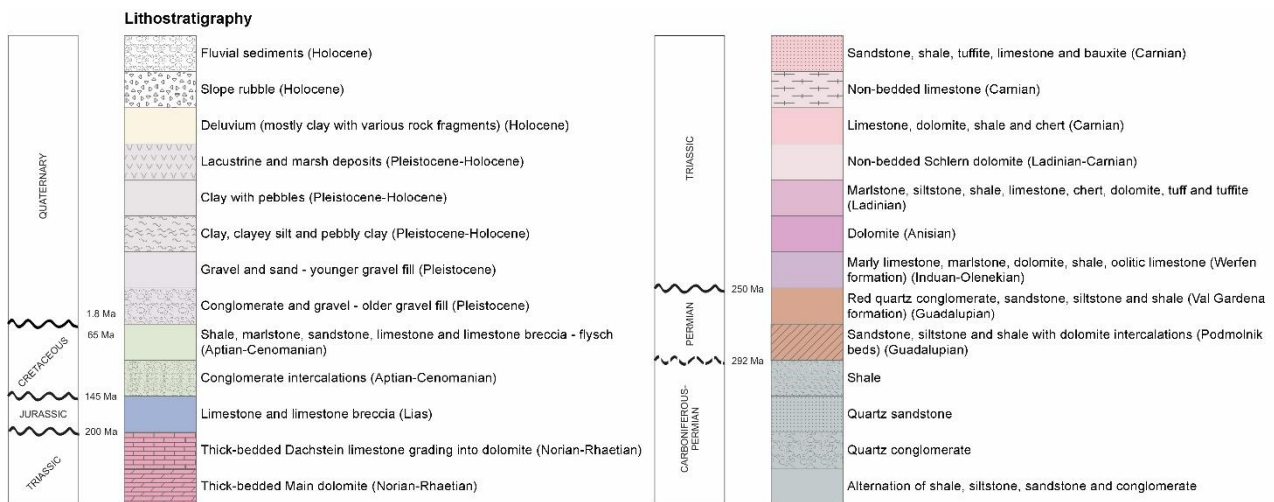 Lithostratigraphy
QUATERNARY
Fluvial sediments (Holocene)
Slope rubble (Holocene)
Deluvium (mostly clay with various rock fragments) (Holocene)
Lacustrine and marsh deposits (Pleistocene-Holocene)
Clay with pebbles (Pleistocene-Holocene)
Clay, clayey silt and pebbly clay (Pleistocene-Holocene)
Gravel and sand - younger gravel fill (Pleistocene)
Conglomerate and gravel - older gravel fill (Pleistocene)
1.8 Ma
65 Ma
CRETACEOUS
Shale, marlstone, sandstone, limestone and limestone breccia - flysch
(Aptian-Cenomanian)
Conglomerate intercalations (Aptian-Cenomanian)
145 Ma
JURASSIC
Limestone and limestone breccia (Lias)
200 Ma
TRIASSIC
Thick-bedded Dachstein limestone grading into dolomite (Norian-Rhaetian)
Thick-bedded Main dolomite (Norian-Rhaetian)
TRIASSIC
Sandstone, shale, tuffite, limestone and bauxite (Carnian)
Non-bedded limestone (Carnian)
Limestone, dolomite, shale and chert (Carnian)
Non-bedded Schlern dolomite (Ladinian-Carnian)
Marlstone, siltstone, shale, limestone, chert, dolomite, tuff and tuffite
(Ladinian)
Dolomite (Anisian)
Marly limestone, marlstone, dolomite, shale, oolitic limestone (Werfen
formation) (Induan-Olenekian)
250 Ma
PERMIAN
Red quartz conglomerate, sandstone, siltstone and shale (Val Gardena
formation) (Guadalupian)
Sandstone, siltstone and shale with dolomite intercalations (Podmolnik
beds) (Guadalupian)
292 Ma
CARBONIFEROUS-
PERMIAN
Shale
Quartz sandstone
Quartz conglomerate
Alternation of shale, siltstone, sandstone and conglomerate